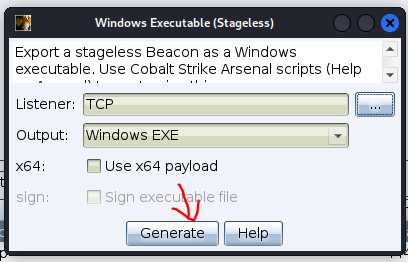 Windows Executable (Stageless)
Export a stageless Beacon as a Windows
executable. Use Cobalt Strike Arsenal scripts (Help
Listener: TCP ...
Output: Windows EXE
x64: Use x64 payload
sign: Sign executable file
Generate Help